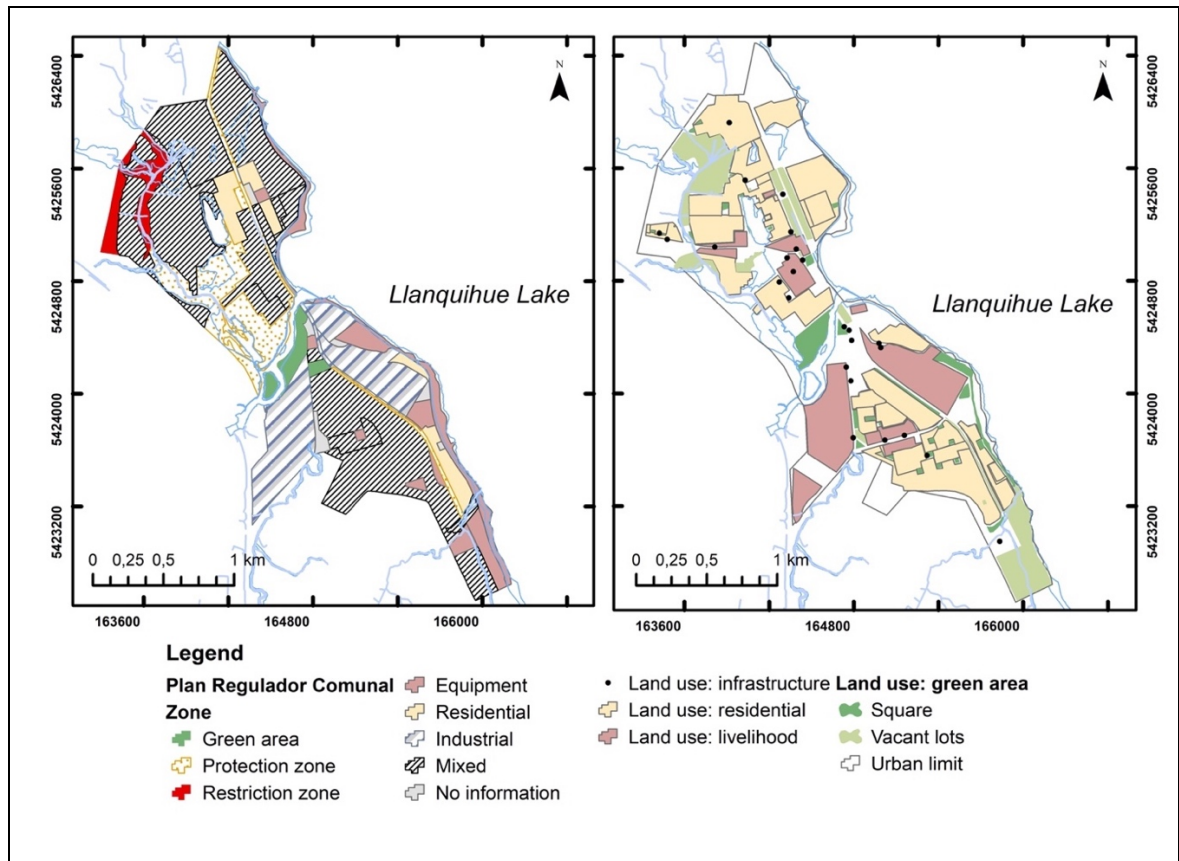 N
5426400
5425600
5424800
5424000
5423200
Llanquihue Lake
0 0,25 0,5 1 km
163600 164800 166000
N
5426400
5425600
5424800
5424000
5423200
Llanquihue Lake
0 0,25 0,5 1 km
163600 164800 166000
Legend
Plan Regulador Comunal
Zone
Green area
Protection zone
Restriction zone
Equipment
Residential
Industrial
Mixed
No information
Land use: infrastructure
Land use: residential
Land use: livelihood
Land use: green area
Square
Vacant lots
Urban limit